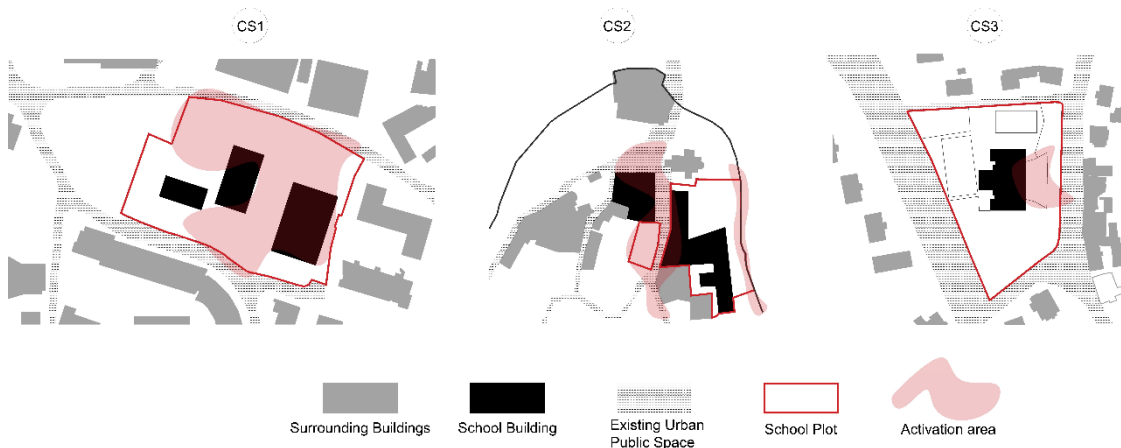 CS1
CS2
CS3
Surrounding Buildings
School Building
Existing Urban
Public Space
School Plot
Activation area